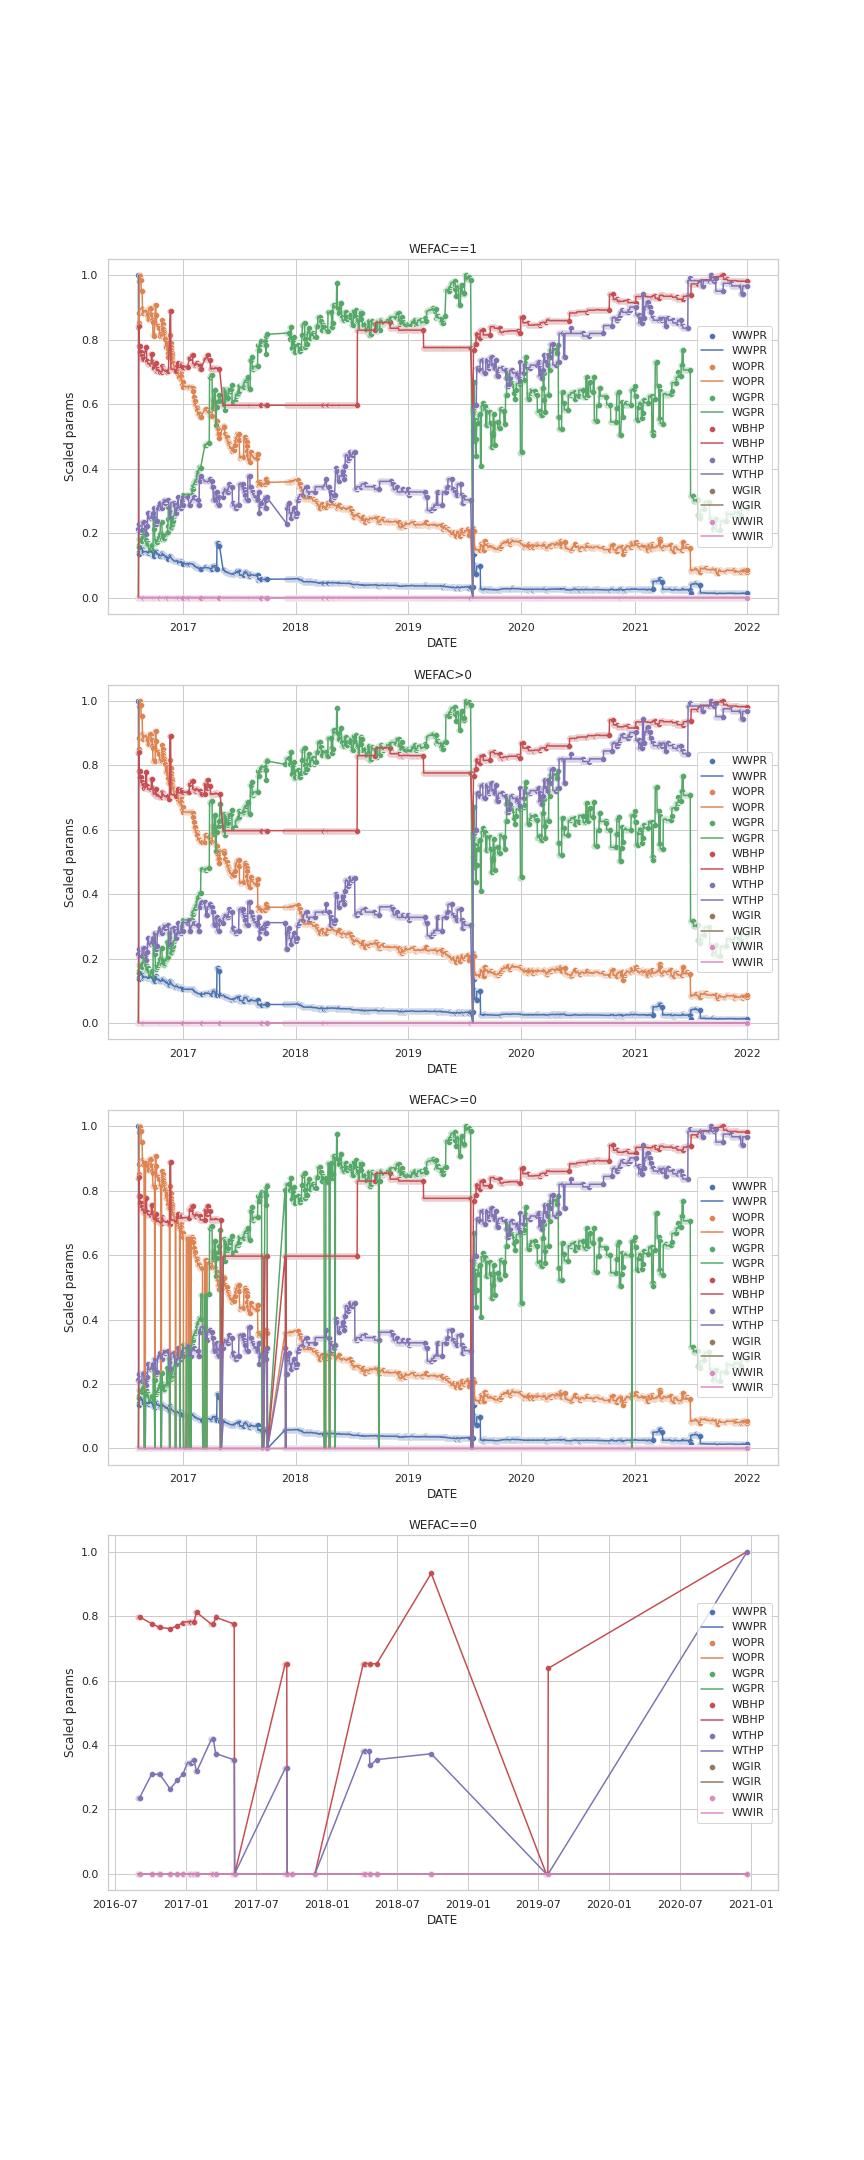 WEFAC==1
1.0
0.8
0.6
0.4
0.2
0.0
Scaled params
WWPR
WWPR
WOPR
WOPR
WGPR
WGPR
WBHP
WBHP
WTHP
WTHP
WGIR
WGIR
WWIR
WWIR
2017 2018 2019 2020 2021 2022
DATE
WEFAC>0
1.0
0.8
0.6
0.4
0.2
0.0
Scaled params
WWPR
WWPR
WOPR
WOPR
WGPR
WGPR
WBHP
WBHP
WTHP
WTHP
WGIR
WGIR
WWIR
WWIR
2017 2018 2019 2020 2021 2022
DATE
WEFAC>=0
1.0
0.8
0.6
0.4
0.2
0.0
Scaled params
WWPR
WWPR
WOPR
WOPR
WGPR
WGPR
WBHP
WBHP
WTHP
WTHP
WGIR
WGIR
WWIR
WWIR
2017 2018 2019 2020 2021 2022
DATE
WEFAC==0
1.0
0.8
0.6
0.4
0.2
0.0
Scaled params
WWPR
WWPR
WOPR
WOPR
WGPR
WGPR
WBHP
WBHP
WTHP
WTHP
WGIR
WGIR
WWIR
WWIR
2016-07 2017-01 2017-07 2018-01 2018-07 2019-01 2019-07 2020-01 2020-07 2021-01
DATE